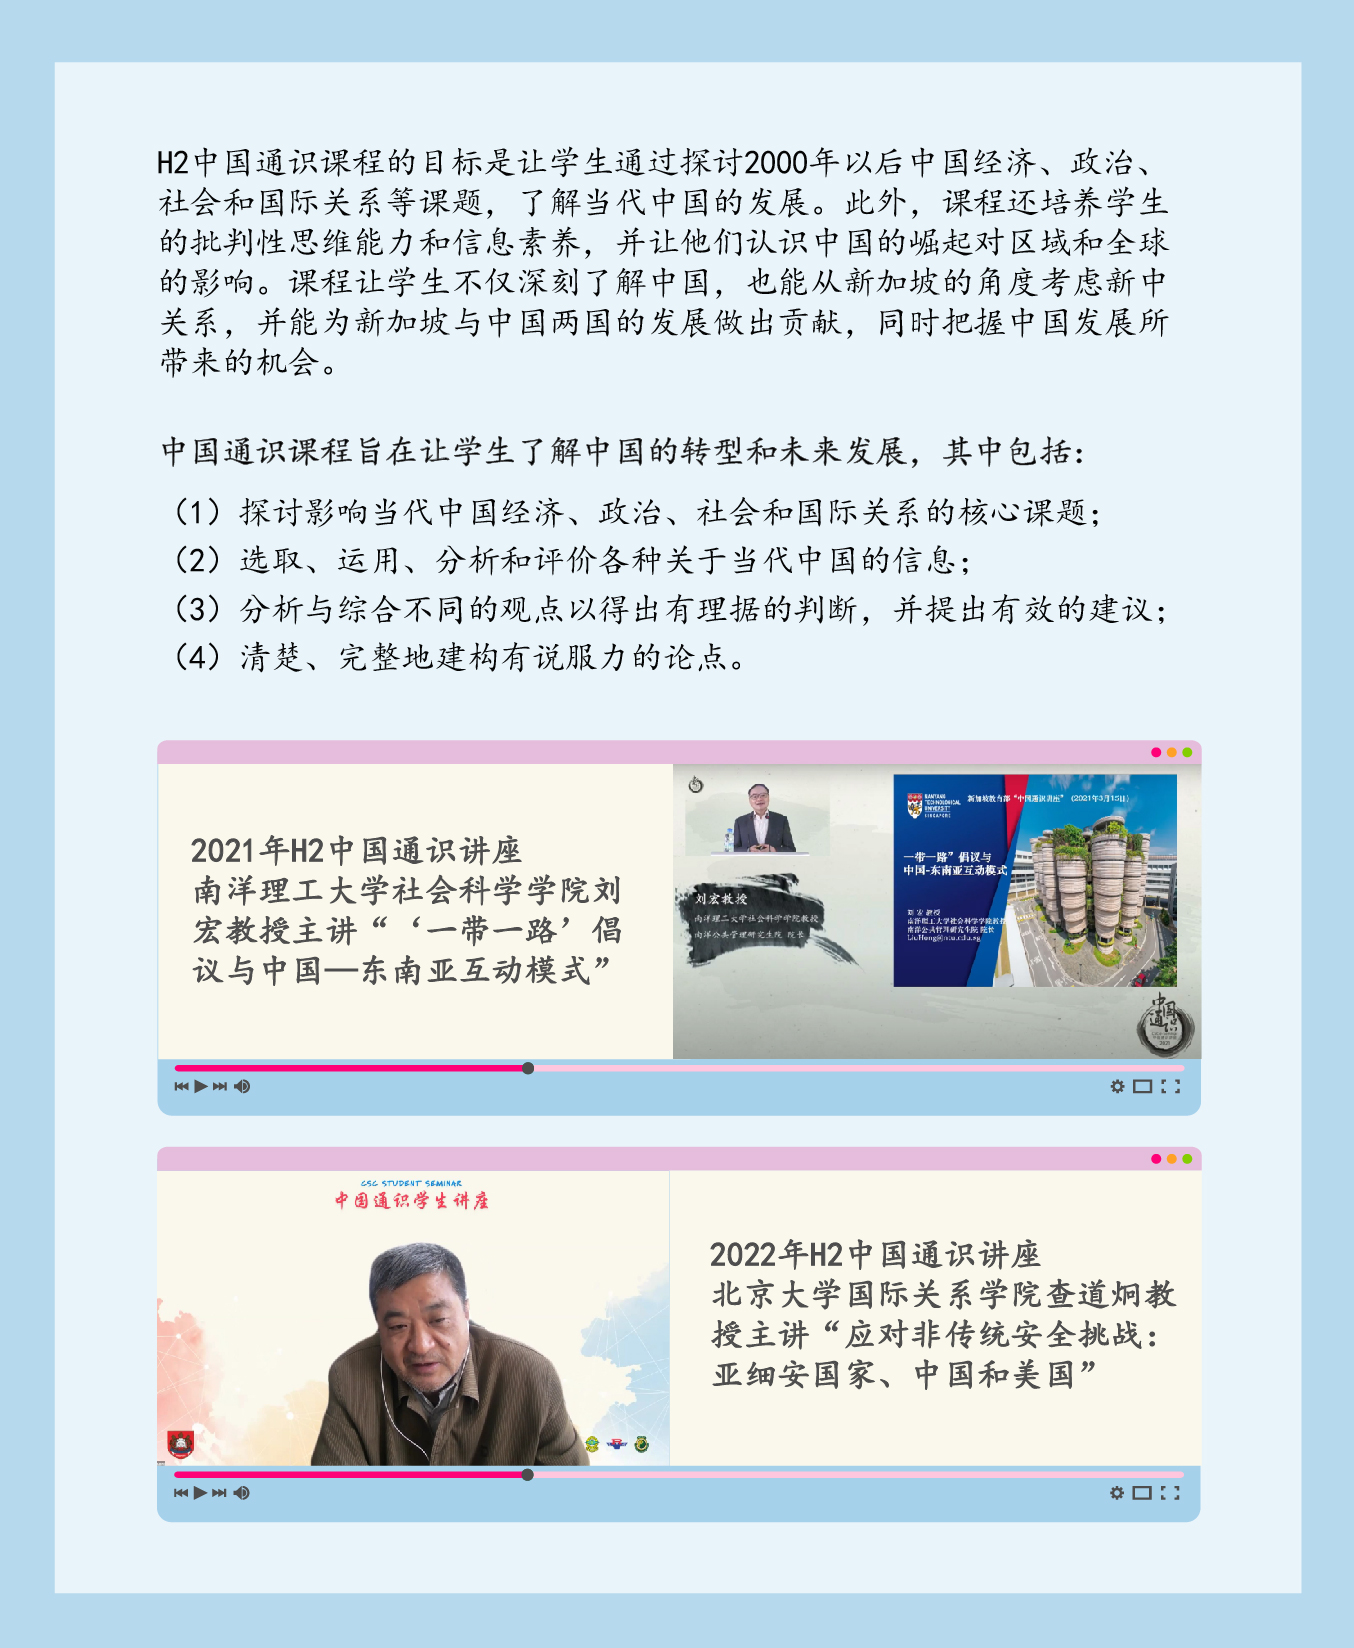 H2中国通识课程的目标是让学生通过探讨2000年以后中国经济、政治、
社会和国际关系等课题，了解当代中国的发展。此外，课程还培养学生
的批判性思维能力和信息素养，并让他们认识中国的崛起对区域和全球
的影响。课程让学生不仅深刻了解中国，也能从新加坡的角度考虑新中
关系，并能为新加坡与中国两国的发展做出贡献，同时把握中国发展所
带来的机会。
中国通识课程旨在让学生了解中国的转型和未来发展，其中包括：
（1）探讨影响当代中国经济、政治、社会和国际关系的核心课题；
（2）选取、运用、分析和评价各种关于当代中国的信息；
（3）分析与综合不同的观点以得出有理据的判断，并提出有效的建议；
（4）清楚、完整地建构有说服力的论点。
2021年H2中国通识讲座
南洋理工大学社会科学学院刘
宏教授主讲“‘一带一路’倡
议与中国—东南亚互动模式”
刘宏教授
南洋理工大学社会科学学院教授
南洋公共管理研究生院 院长
NANYANG
TECHNOLOGICAL
UNIVERSITY
SINGAPORE
新加坡教育部“中国通识讲座” (2021年3月15日)
一带一路”倡议与
中国-东南亚互动模式
刘宏 教授
南洋理工大学社会科学学院教授
南洋公共管理研究生院 院长
LiuHong@ntu.edu.sg
中国
通识
2021
CSC STUDENT SEMINAR
中国通识学生讲座
2022年H2中国通识讲座
北京大学国际关系学院查道炯教
授主讲“应对非传统安全挑战：
亚细安国家、中国和美国”